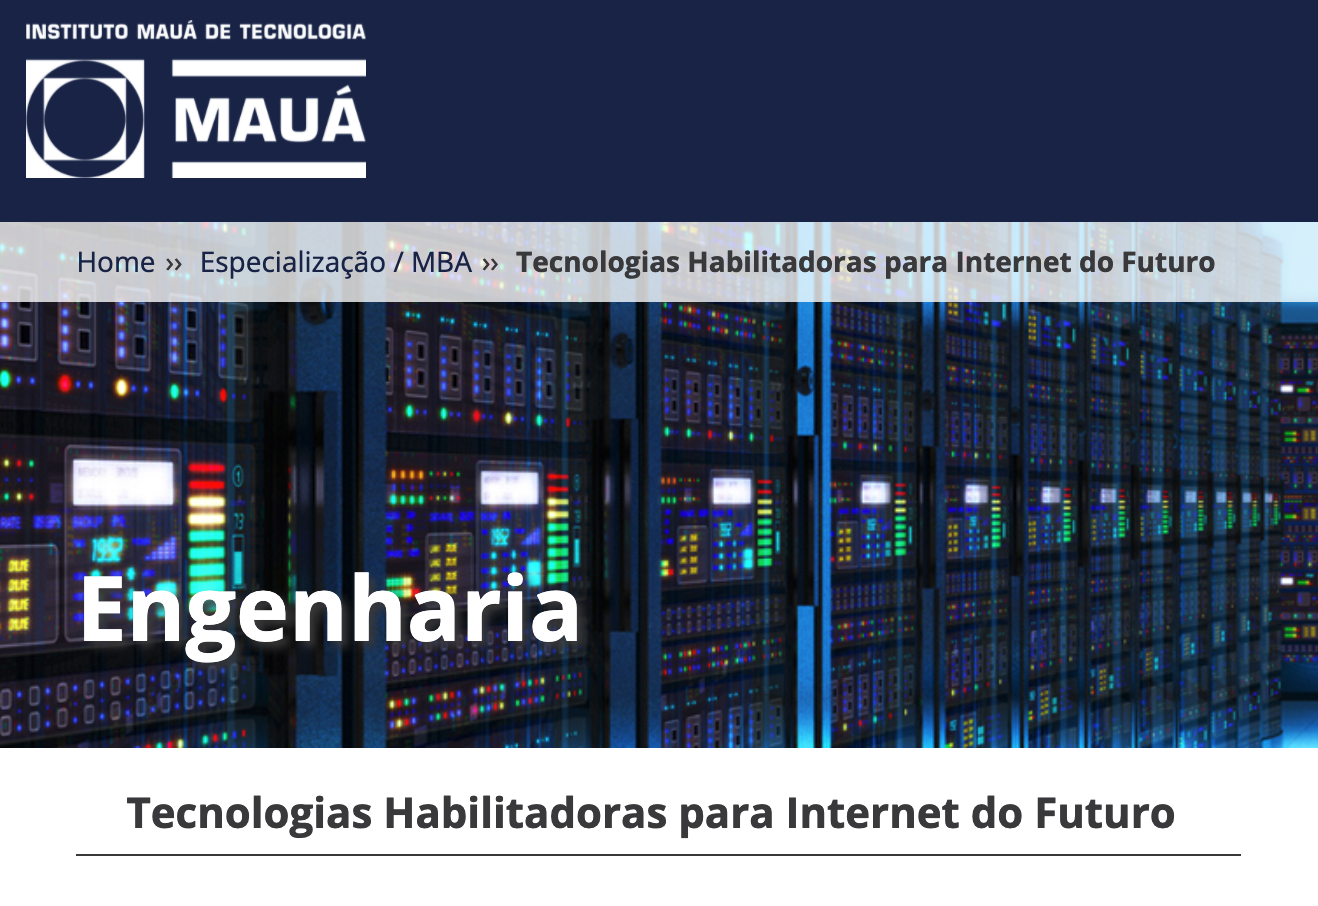 INSTITUTO MAUÁ DE TECNOLOGIA
MAUÁ
Home ›› Especialização / MBA ›› Tecnologias Habilitadoras para Internet do Futuro
Engenharia
Tecnologias Habilitadoras para Internet do Futuro